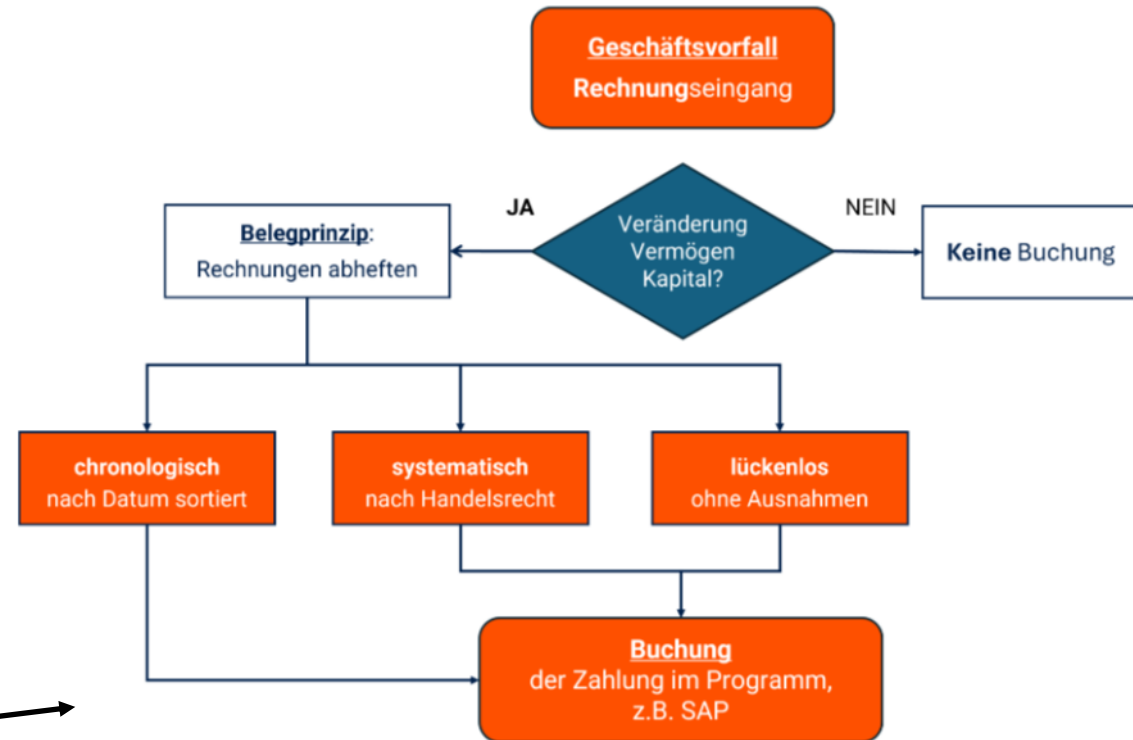 Geschäftsvorfall
Rechnungseingang
JA
NEIN
Veränderung
Vermögen
Kapital?
Belegprinzip:
Rechnungen abheften
Keine Buchung
chronologisch
nach Datum sortiert
systematisch
nach Handelsrecht
lückenlos
ohne Ausnahmen
Buchung
der Zahlung im Programm,
z.B. SAP